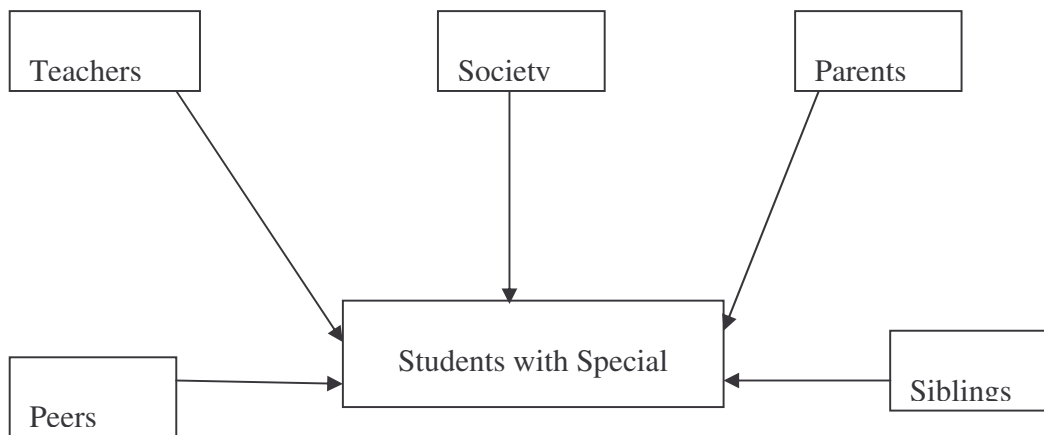 Teachers
Society
Parents
Students with Special
Siblings
Peers